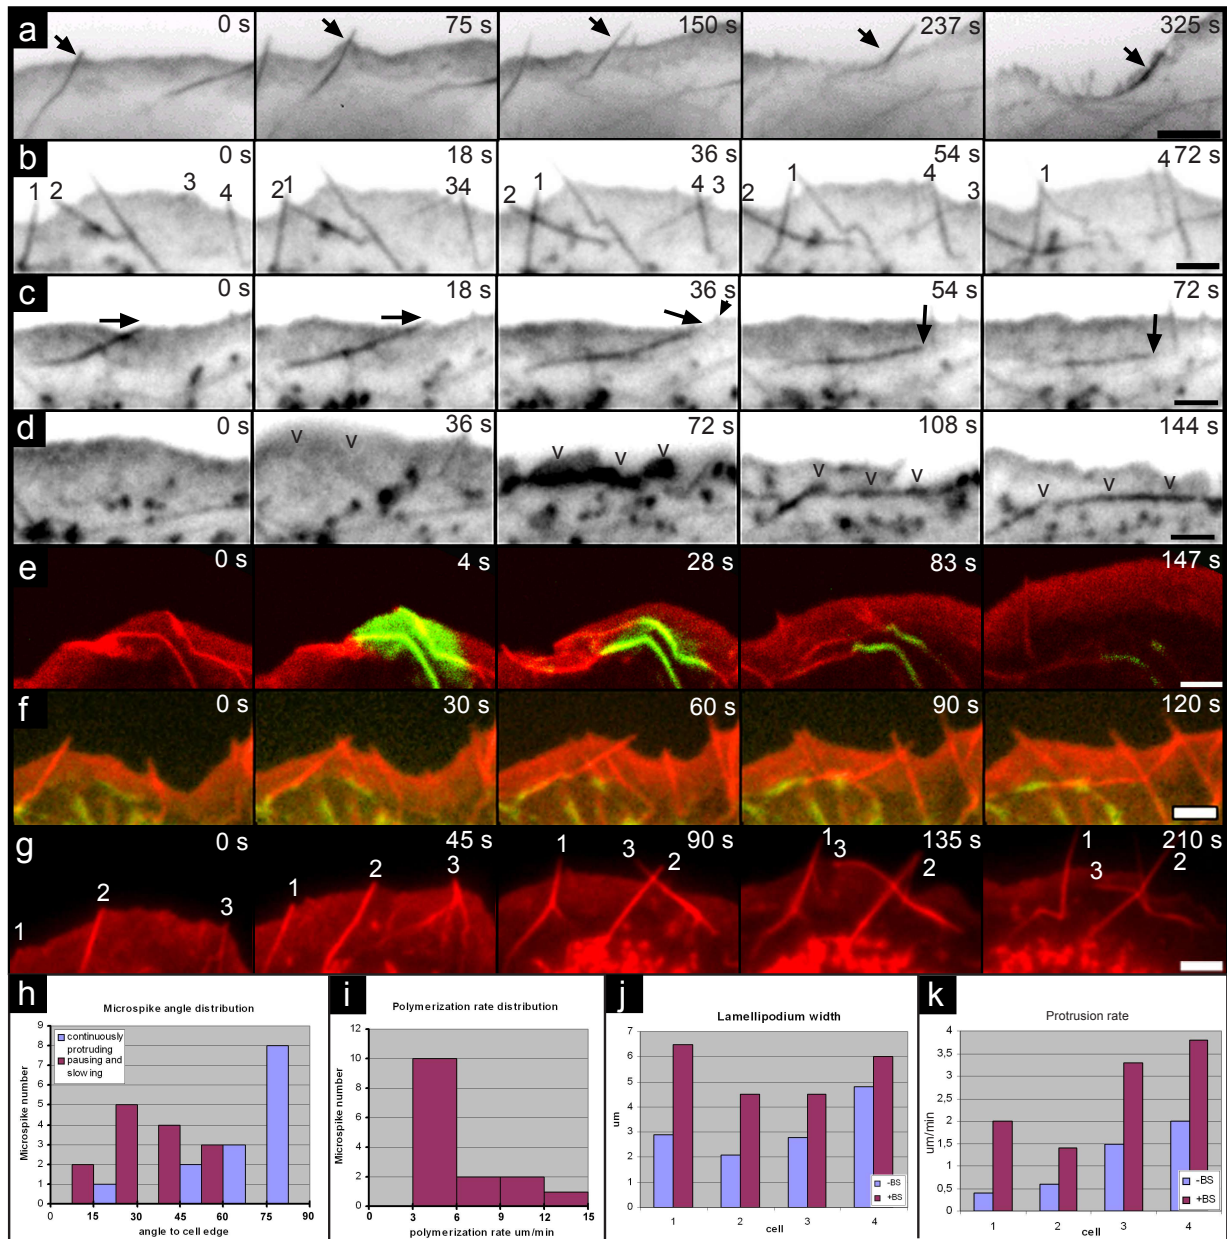 a
0 s
75 s
150 s
237 s
325 s
b
0 s
18 s
36 s
54 s
72 s
1 2 3 4
2 1 34
2 1 4 3
2 1 4 3
1 4
c
0 s
18 s
36 s
54 s
72 s
d
0 s
36 s
72 s
108 s
144 s
v v
v v v
v v v
v v v
e
0 s
4 s
28 s
83 s
147 s
f
0 s
30 s
60 s
90 s
120 s
g
0 s
45 s
90 s
135 s
210 s
1 2 3
1 2 3
1 3 2
1 3 2
1 3 2
h
Microspike angle distribution
continuously
protruding
pausing and
slowing
Microspike number
9
8
7
6
5
4
3
2
1
0
0 15 30 45 60 75 90
angle to cell edge
i
Polymerization rate distribution
Microspike number
12
10
8
6
4
2
0
0 3 6 9 12 15
polymerization rate um/min
j
Lamellipodium width
um
7
6
5
4
3
2
1
0
1 2 3 4
cell
-BS
+BS
k
Protrusion rate
um/min
4
3,5
3
2,5
2
1,5
1
0,5
0
1 2 3 4
cell
-BS
+BS